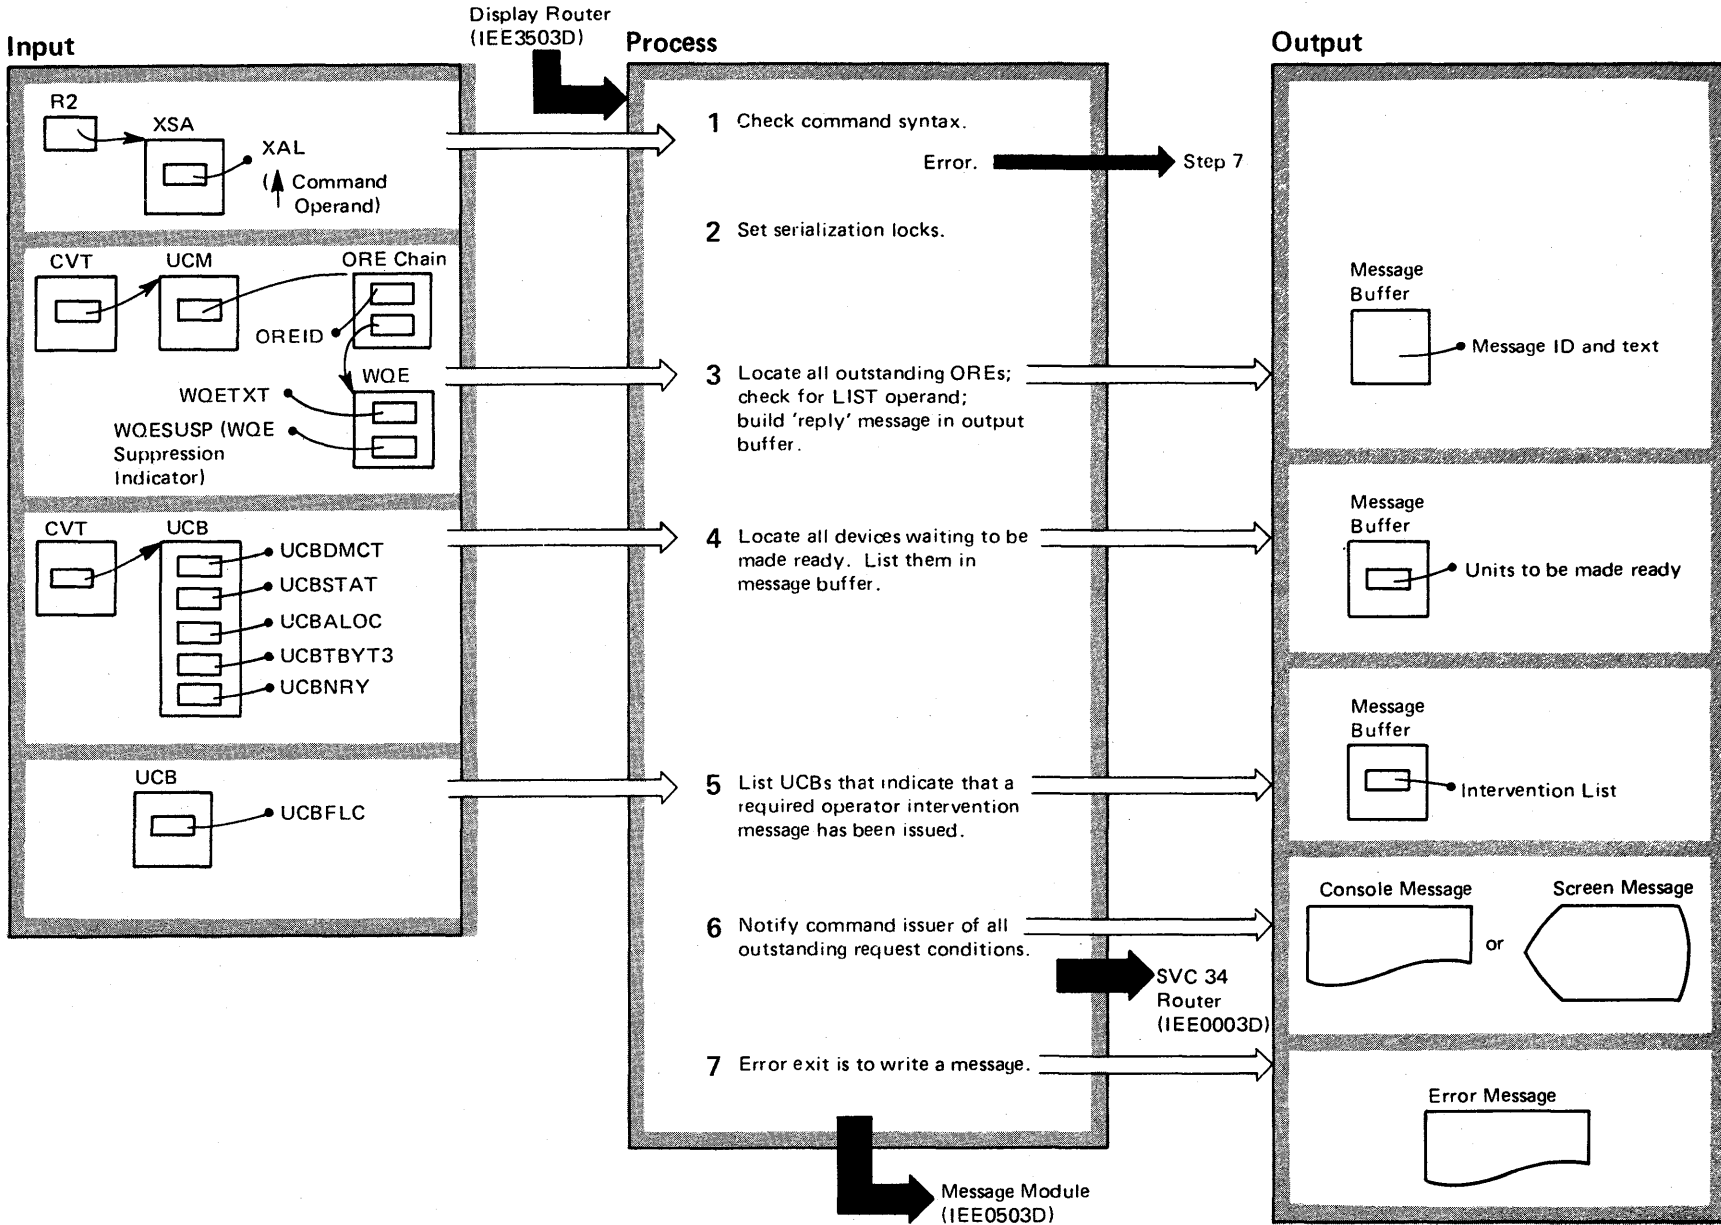 Display Router
(IEE3503D)
Input
Process
Output
R2
XSA
XAL
( Command
Operand)
1 Check command syntax.
Error.
Step 7
2 Set serialization locks.
CVT
UCM
ORE Chain
OREID
WQE
WQETXT
WQESUSP (WQE
Suppression
Indicator)
3 Locate all outstanding OREs;
check for LIST operand;
build 'reply' message in output
buffer.
Message
Buffer
Message ID and text
CVT
UCB
UCBDMCT
UCBSTAT
UCBALOC
UCBTBYT3
UCBNRY
4 Locate all devices waiting to be
made ready. List them in
message buffer.
Message
Buffer
Units to be made ready
UCB
UCBFLC
5 List UCBs that indicate that a
required operator intervention
message has been issued.
Message
Buffer
Intervention List
6 Notify command issuer of all
outstanding request conditions.
Console Message
or
Screen Message
SVC 34
Router
(IEE0003D)
7 Error exit is to write a message.
Error Message
Message Module
(IEE0503D)